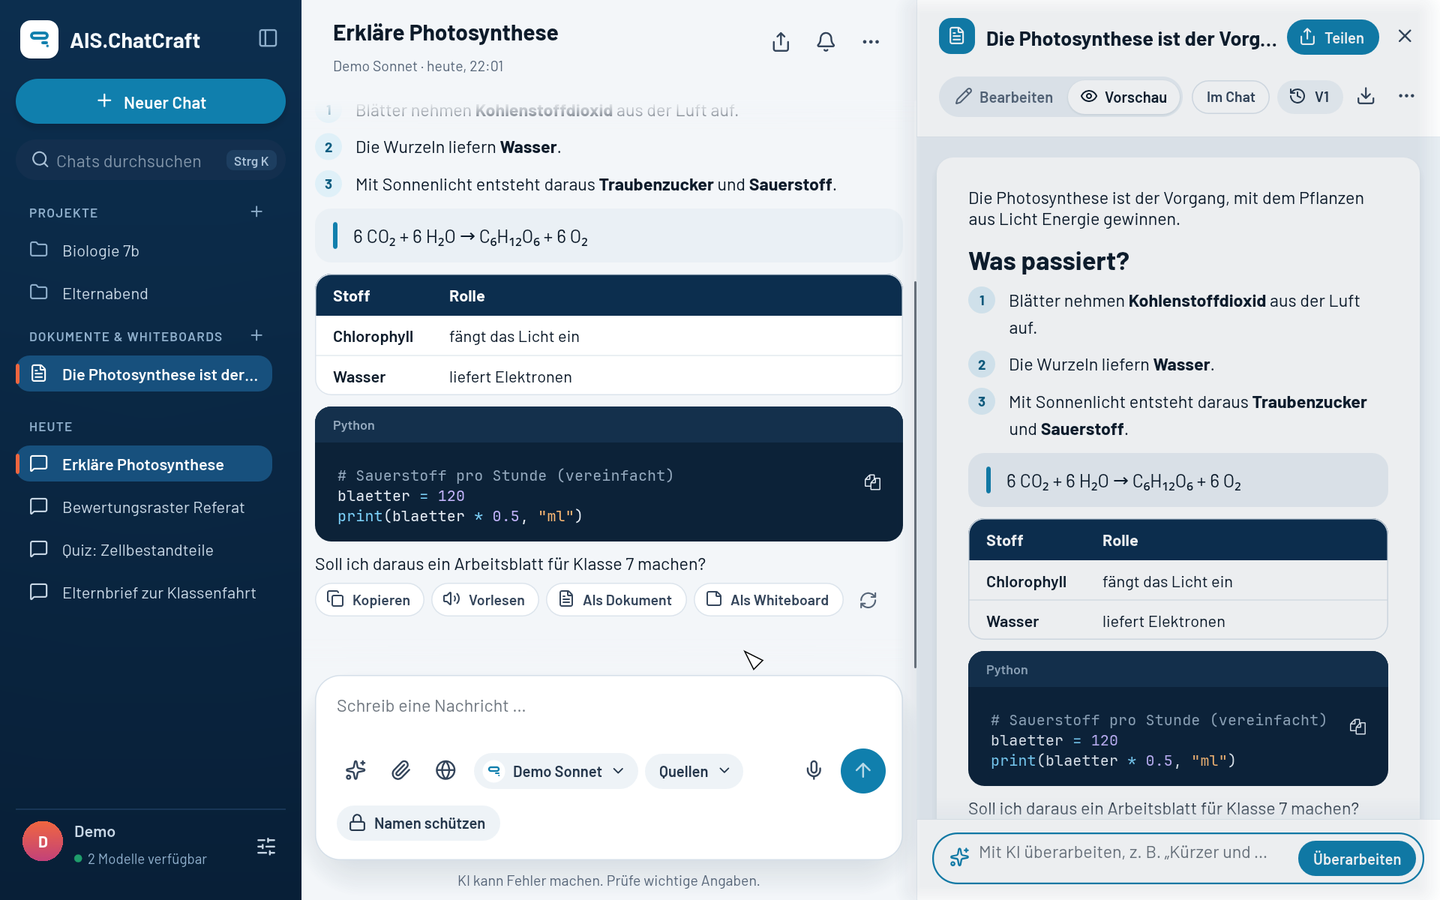 AIS.ChatCraft
Neuer Chat
Chats durchsuchen
Strg K
PROJEKTE
Biologie 7b
Elternabend
DOKUMENTE & WHITEBOARDS
Die Photosynthese ist der...
HEUTE
Erkläre Photosynthese
Bewertungsraster Referat
Quiz: Zellbestandteile
Elternbrief zur Klassenfahrt
D
Demo
2 Modelle verfügbar
Erkläre Photosynthese
Demo Sonnet · heute, 22:01
1 Blätter nehmen Kohlenstoffdioxid aus der Luft auf.
2 Die Wurzeln liefern Wasser.
3 Mit Sonnenlicht entsteht daraus Traubenzucker und Sauerstoff.
6 CO₂ + 6 H₂O → C₆H₁₂O₆ + 6 O₂
Stoff Rolle
Chlorophyll fängt das Licht ein
Wasser liefert Elektronen
Python
# Sauerstoff pro Stunde (vereinfacht)
blaetter = 120
print(blaetter * 0.5, "ml")
Soll ich daraus ein Arbeitsblatt für Klasse 7 machen?
Kopieren Vorlesen Als Dokument Als Whiteboard
Schreib eine Nachricht ...
Demo Sonnet Quellen
Namen schützen
KI kann Fehler machen. Prüfe wichtige Angaben.
Die Photosynthese ist der Vorg... Teilen
Bearbeiten Vorschau Im Chat V1
Die Photosynthese ist der Vorgang, mit dem Pflanzen
aus Licht Energie gewinnen.
Was passiert?
1 Blätter nehmen Kohlenstoffdioxid aus der Luft
auf.
2 Die Wurzeln liefern Wasser.
3 Mit Sonnenlicht entsteht daraus Traubenzucker
und Sauerstoff.
6 CO₂ + 6 H₂O → C₆H₁₂O₆ + 6 O₂
Stoff Rolle
Chlorophyll fängt das Licht ein
Wasser liefert Elektronen
Python
# Sauerstoff pro Stunde (vereinfacht)
blaetter = 120
print(blaetter * 0.5, "ml")
Soll ich daraus ein Arbeitsblatt für Klasse 7 machen?
Mit KI überarbeiten, z. B. „Kürzer und ...
Überarbeiten